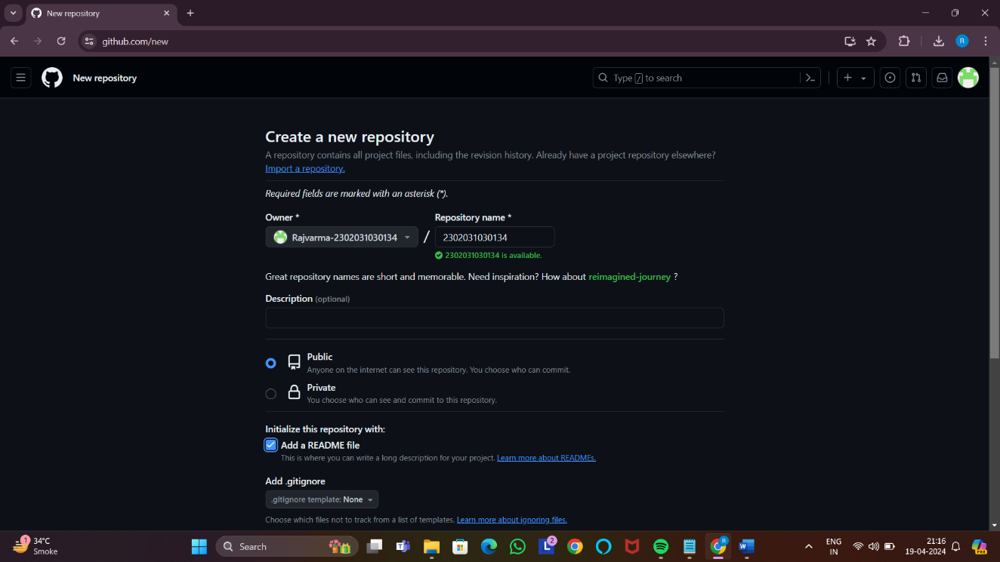 New repository
github.com/new
R
New repository
Type / to search
Create a new repository
A repository contains all project files, including the revision history. Already have a project repository elsewhere?
Import a repository.
Required fields are marked with an asterisk (*).
Owner *
Repository name *
Rajvarma-2302031030134
/
2302031030134
2302031030134 is available.
Great repository names are short and memorable. Need inspiration? How about reimagined-journey ?
Description (optional)
Public
Anyone on the internet can see this repository. You choose who can commit.
Private
You choose who can see and commit to this repository.
Initialize this repository with:
Add a README file
This is where you can write a long description for your project. Learn more about READMEs.
Add .gitignore
.gitignore template: None
Choose which files not to track from a list of templates. Learn more about ignoring files.
1
34°C
Smoke
Search
L
2
R
W
ENG
IN
21:16
19-04-2024
PRE